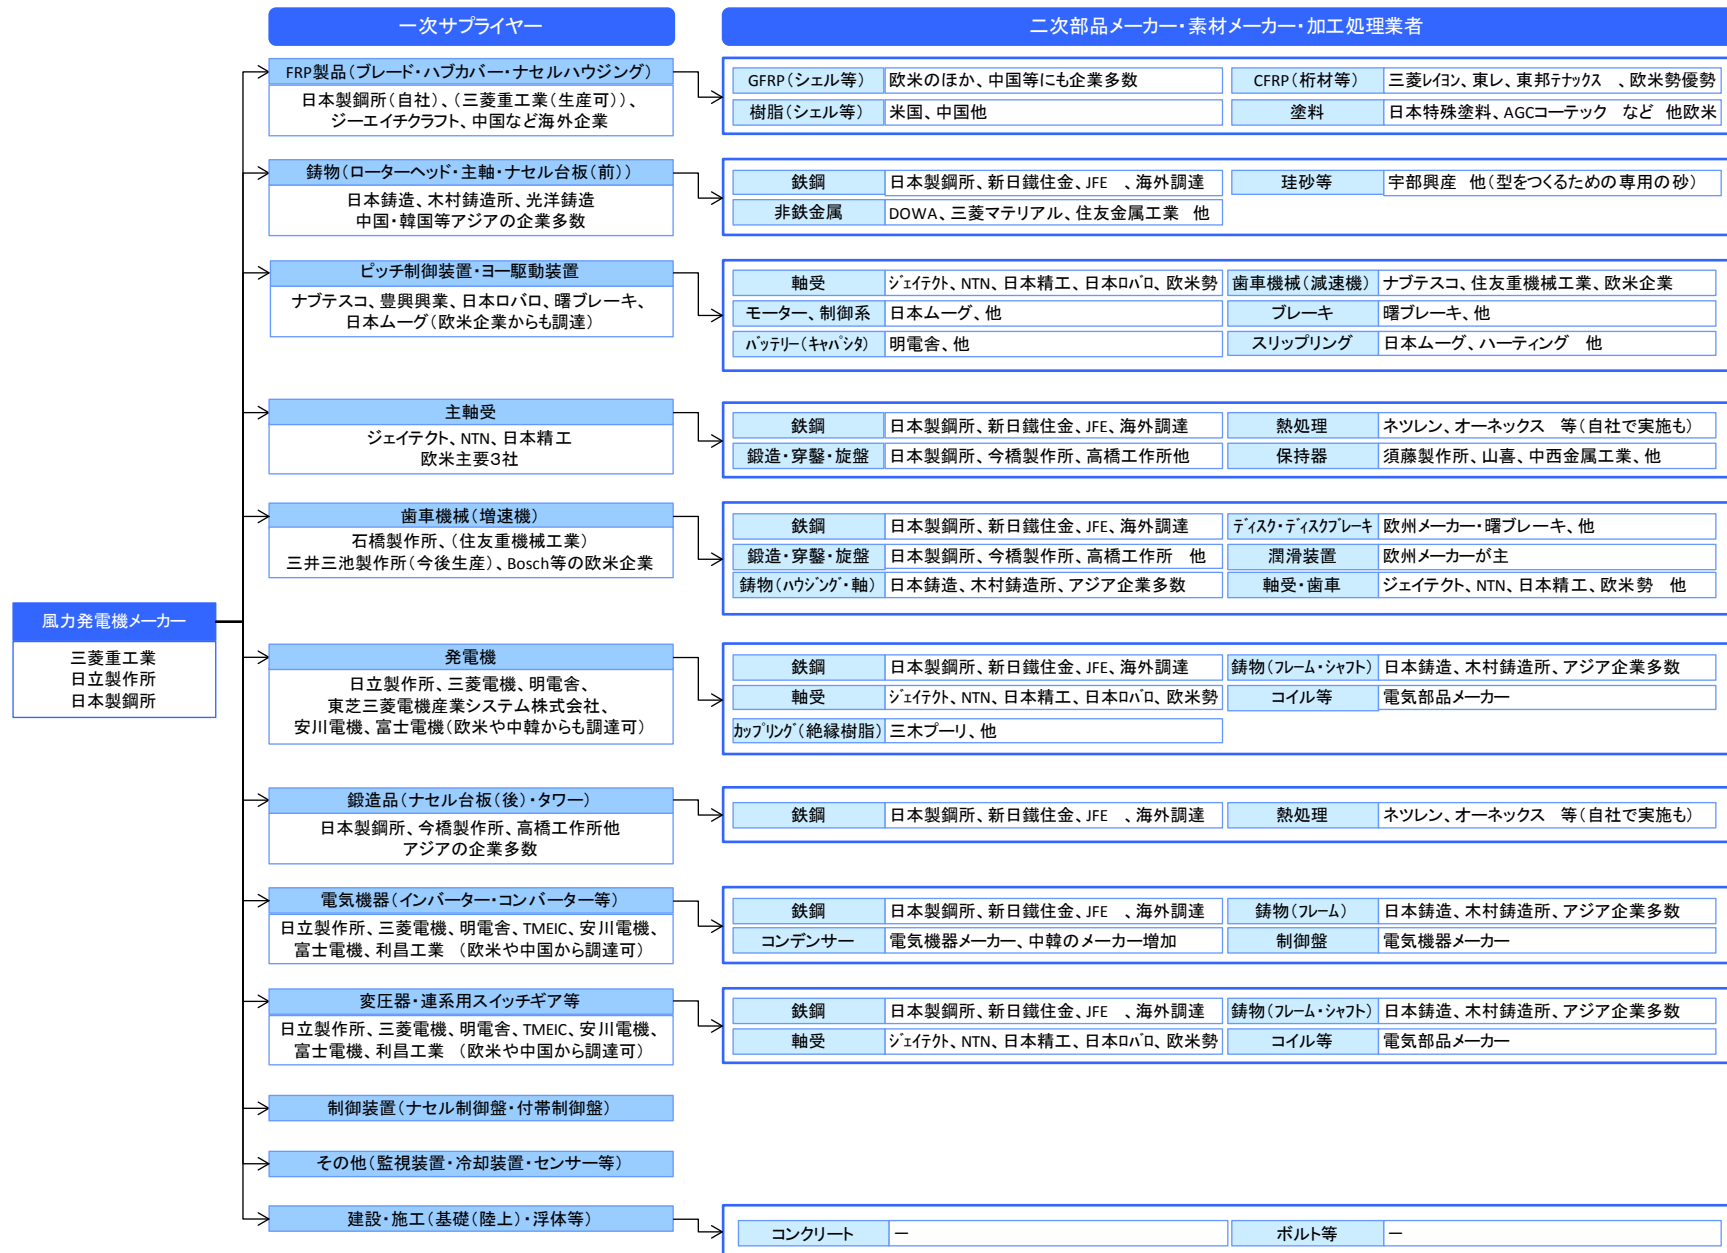 一次サプライヤー
二次部品メーカー・素材メーカー・加工処理業者
風力発電機メーカー
三菱重工業
日立製作所
日本製鋼所
FRP製品(ブレード・ハブカバー・ナセルハウジング)
日本製鋼所(自社)、(三菱重工業(生産可))、
ジーエイチクラフト、中国など海外企業
GFRP(シェル等) 欧米のほか、中国等にも企業多数
CFRP(桁材等) 三菱レイヨン、東レ、東邦テナックス 、欧米勢優勢
樹脂(シェル等) 米国、中国他
塗料 日本特殊塗料、AGCコーテック など 他欧米
鋳物(ローターヘッド・主軸・ナセル台板(前))
日本鋳造、木村鋳造所、光洋鋳造
中国・韓国等アジアの企業多数
鉄鋼 日本製鋼所、新日鐵住金、JFE 、海外調達
珪砂等 宇部興産 他(型をつくるための専用の砂)
非鉄金属 DOWA、三菱マテリアル、住友金属工業 他
ピッチ制御装置・ヨー駆動装置
ナブテスコ、豊興興業、日本ロバロ、曙ブレーキ、
日本ムーグ(欧米企業からも調達)
軸受 ジェイテクト、NTN、日本精工、日本ロバロ、欧米勢
歯車機械(減速機) ナブテスコ、住友重機械工業、欧米企業
モーター、制御系 日本ムーグ、他
ブレーキ 曙ブレーキ、他
バッテリー(キャパシタ) 明電舎、他
スリップリング 日本ムーグ、ハーティング 他
主軸受
ジェイテクト、NTN、日本精工
欧米主要3社
鉄鋼 日本製鋼所、新日鐵住金、JFE、海外調達
熱処理 ネツレン、オーネックス 等(自社で実施も)
鍛造・穿鑿・旋盤 日本製鋼所、今橋製作所、高橋工作所他
保持器 須藤製作所、山喜、中西金属工業、他
歯車機械(増速機)
石橋製作所、(住友重機械工業)
三井三池製作所(今後生産)、Bosch等の欧米企業
鉄鋼 日本製鋼所、新日鐵住金、JFE、海外調達
ディスク・ディスクブレーキ 欧州メーカー・曙ブレーキ、他
鍛造・穿鑿・旋盤 日本製鋼所、今橋製作所、高橋工作所 他
潤滑装置 欧州メーカーが主
鋳物(ハウジング・軸) 日本鋳造、木村鋳造所、アジア企業多数
軸受・歯車 ジェイテクト、NTN、日本精工、欧米勢 他
発電機
日立製作所、三菱電機、明電舎、
東芝三菱電機産業システム株式会社、
安川電機、富士電機(欧米や中韓からも調達可)
鉄鋼 日本製鋼所、新日鐵住金、JFE、海外調達
鋳物(フレーム・シャフト) 日本鋳造、木村鋳造所、アジア企業多数
軸受 ジェイテクト、NTN、日本精工、日本ロバロ、欧米勢
コイル等 電気部品メーカー
カップリング(絶縁樹脂) 三木プーリ、他
鍛造品(ナセル台板(後)・タワー)
日本製鋼所、今橋製作所、高橋工作所他
アジアの企業多数
鉄鋼 日本製鋼所、新日鐵住金、JFE 、海外調達
熱処理 ネツレン、オーネックス 等(自社で実施も)
電気機器(インバーター・コンバーター等)
日立製作所、三菱電機、明電舎、TMEIC、安川電機、
富士電機、利昌工業 (欧米や中国から調達可)
鉄鋼 日本製鋼所、新日鐵住金、JFE 、海外調達
鋳物(フレーム) 日本鋳造、木村鋳造所、アジア企業多数
コンデンサー 電気機器メーカー、中韓のメーカー増加
制御盤 電気機器メーカー
変圧器・連系用スイッチギア等
日立製作所、三菱電機、明電舎、TMEIC、安川電機、
富士電機、利昌工業 (欧米や中国から調達可)
鉄鋼 日本製鋼所、新日鐵住金、JFE 、海外調達
鋳物(フレーム・シャフト) 日本鋳造、木村鋳造所、アジア企業多数
軸受 ジェイテクト、NTN、日本精工、日本ロバロ、欧米勢
コイル等 電気部品メーカー
制御装置(ナセル制御盤・付帯制御盤)
その他(監視装置・冷却装置・センサー等)
建設・施工(基礎(陸上)・浮体等)
コンクリート －
ボルト等 －